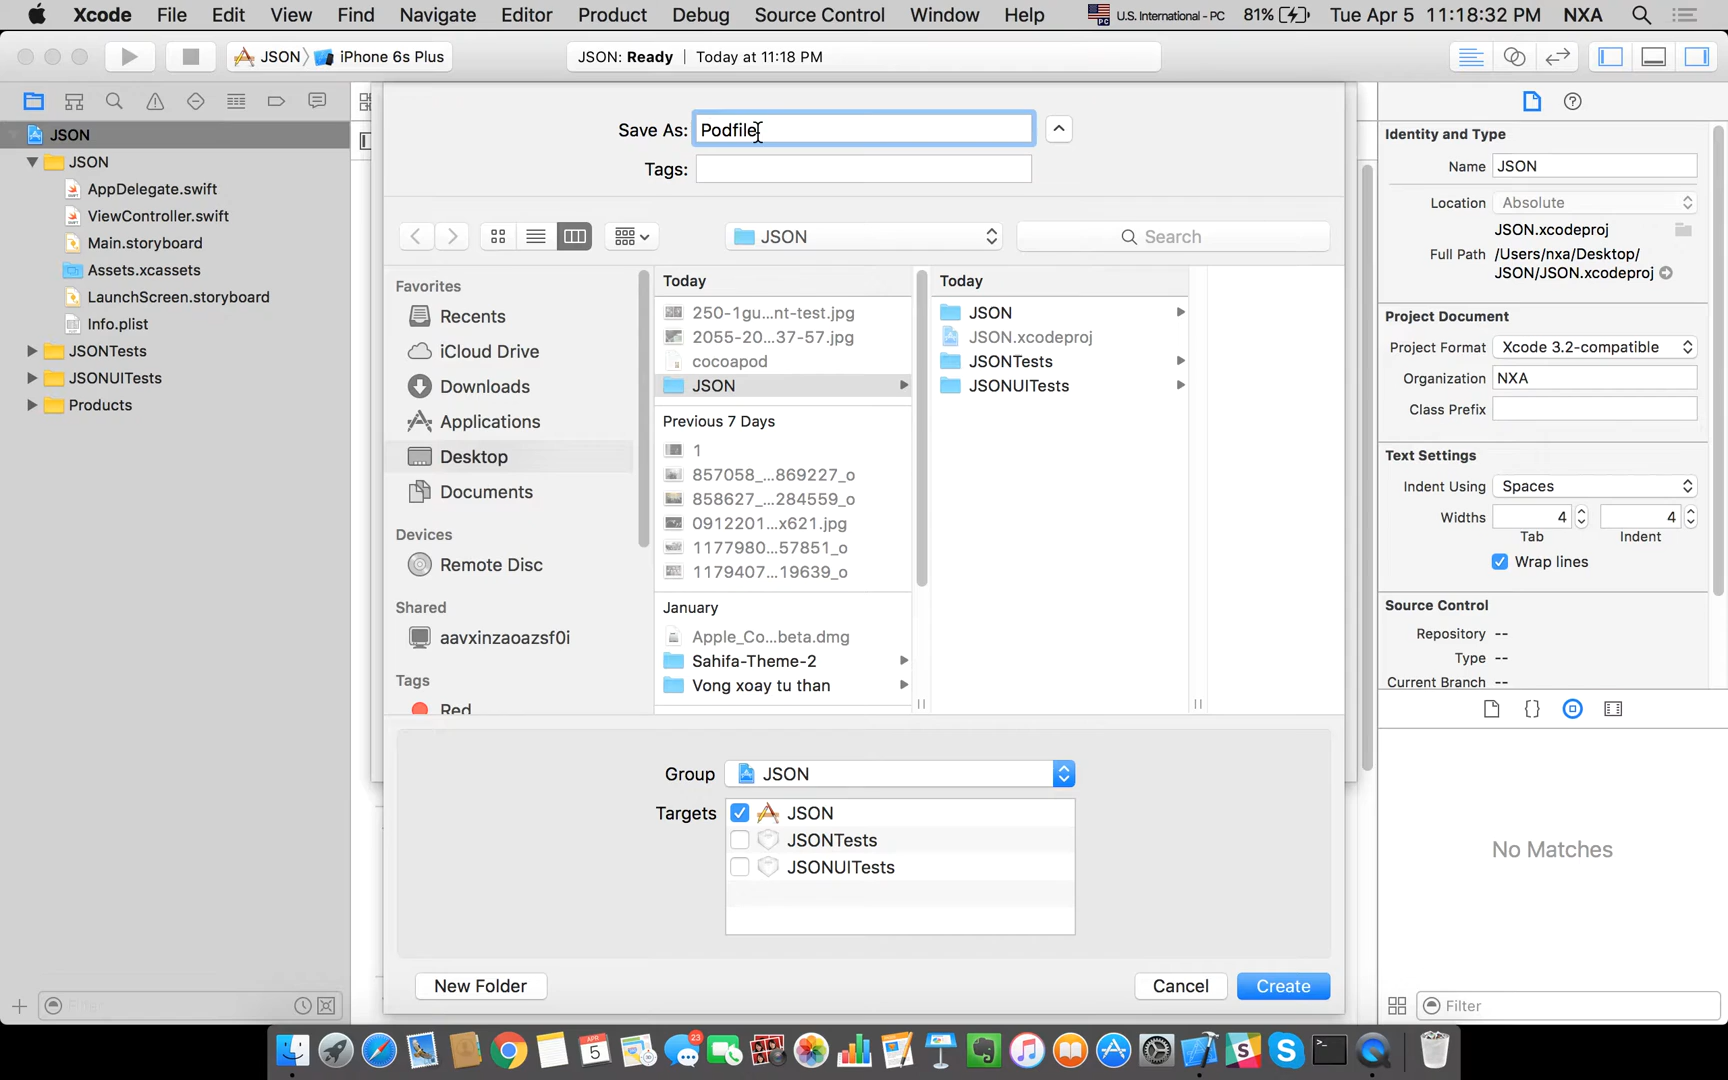 Xcode File Edit View Find Navigate Editor Product Debug Source Control Window Help U.S. International - PC 81% Tue Apr 5 11:18:32 PM NXA
JSON iPhone 6s Plus JSON: Ready Today at 11:18 PM
JSON
JSON
AppDelegate.swift
ViewController.swift
Main.storyboard
Assets.xcassets
LaunchScreen.storyboard
Info.plist
JSONTests
JSONUITests
Products
Filter
Save As: Podfile
Tags:
JSON Search
Favorites
Recents
iCloud Drive
Downloads
Applications
Desktop
Documents
Devices
Remote Disc
Shared
aavxinzaoazsf0i
Tags
Red
Today
250-1gu...nt-test.jpg
2055-20...37-57.jpg
cocoapod
JSON
Previous 7 Days
1
857058_...869227_o
858627_...284559_o
0912201...x621.jpg
1177980...57851_o
1179407...19639_o
January
Apple_Co...beta.dmg
Sahifa-Theme-2
Vong xoay tu than
Today
JSON
JSON.xcodeproj
JSONTests
JSONUITests
Group JSON
Targets JSON
JSONTests
JSONUITests
New Folder Cancel Create
Identity and Type
Name JSON
Location Absolute
JSON.xcodeproj
Full Path /Users/nxa/Desktop/
JSON/JSON.xcodeproj
Project Document
Project Format Xcode 3.2-compatible
Organization NXA
Class Prefix
Text Settings
Indent Using Spaces
Widths 4 4
Tab Indent
Wrap lines
Source Control
Repository --
Type --
Current Branch --
No Matches
Filter
5
23